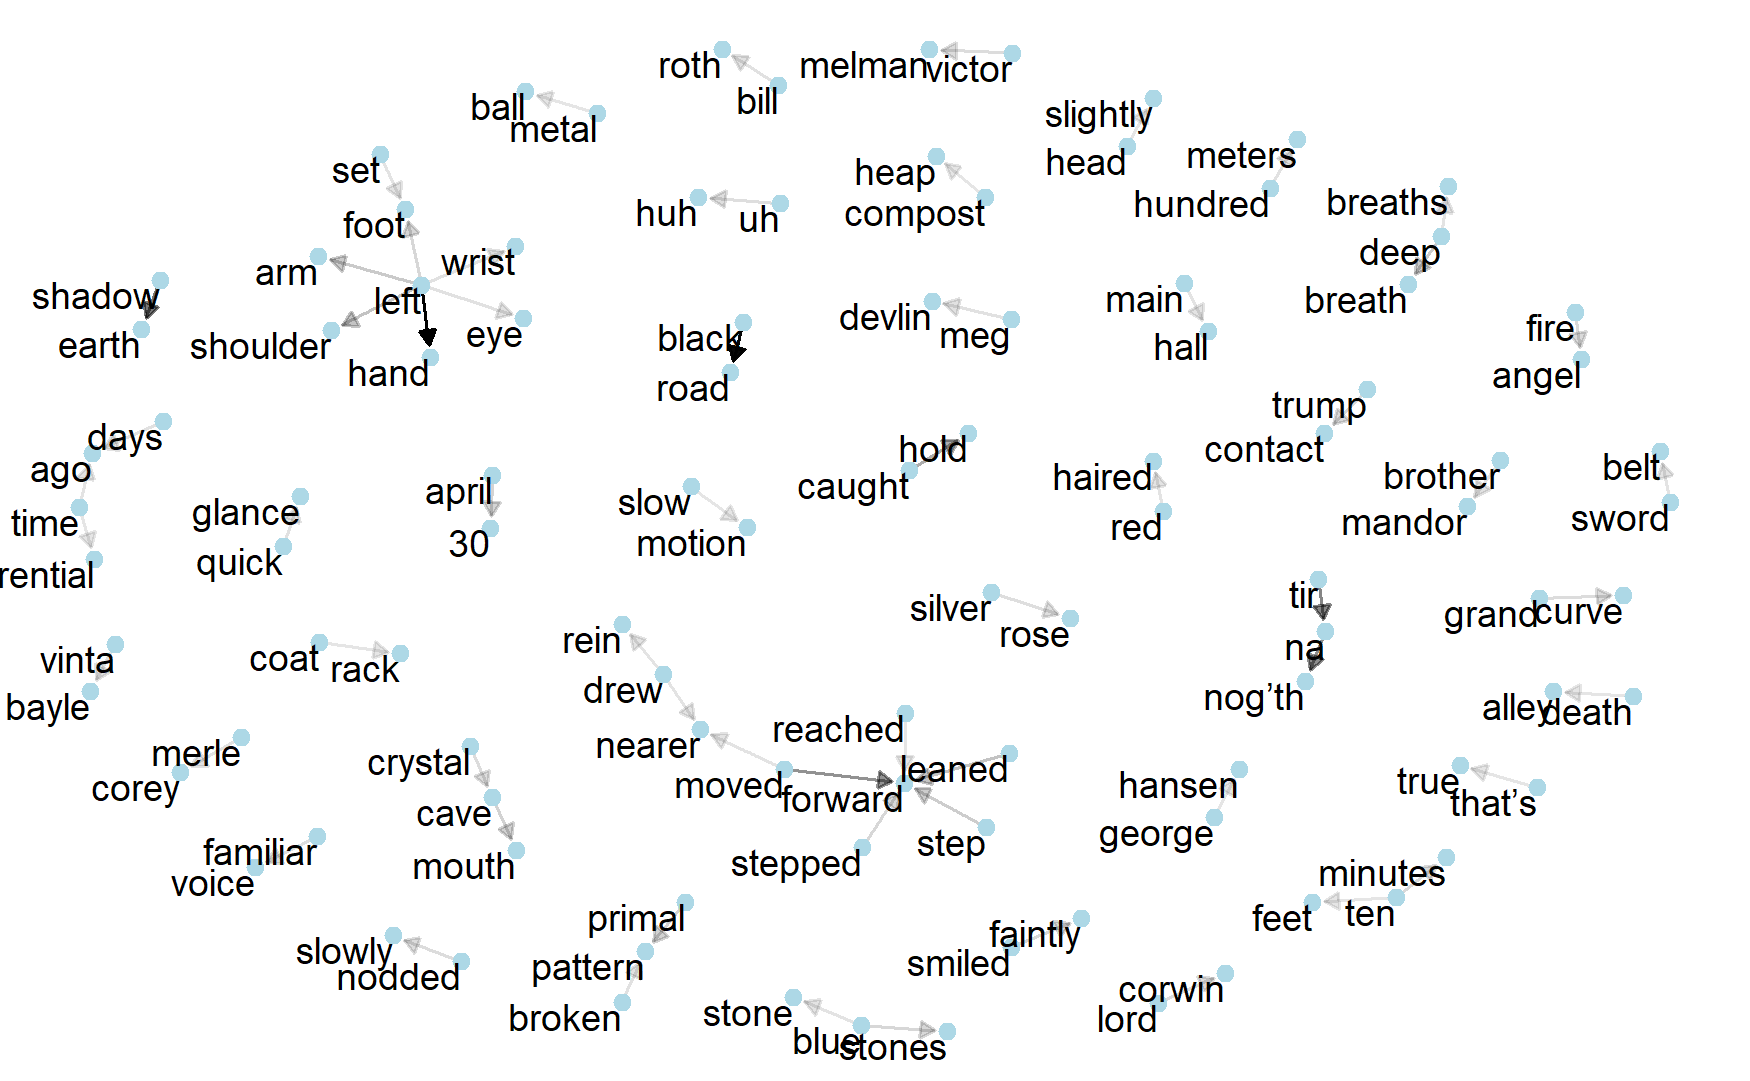 roth
melman
victor
bill
ball
metal
slightly
head
meters
hundred
set
foot
heap
compost
huh
uh
breaths
deep
breath
arm
wrist
left
shoulder
eye
hand
shadow
earth
devlin
meg
main
hall
black
road
fire
angel
trump
contact
days
ago
time
rential
glance
quick
april
30
slow
motion
hold
caught
haired
red
brother
mandor
belt
sword
silver
rose
tir
na
nog’th
grand
curve
vinta
bayle
coat
rack
rein
drew
nearer
reached
moved
forward
leaned
stepped
step
alley
death
merle
corey
crystal
cave
mouth
hansen
george
true
that’s
familiar
voice
minutes
feet
ten
primal
pattern
broken
slowly
nodded
faintly
smiled
stone
blue
stones
corwin
lord